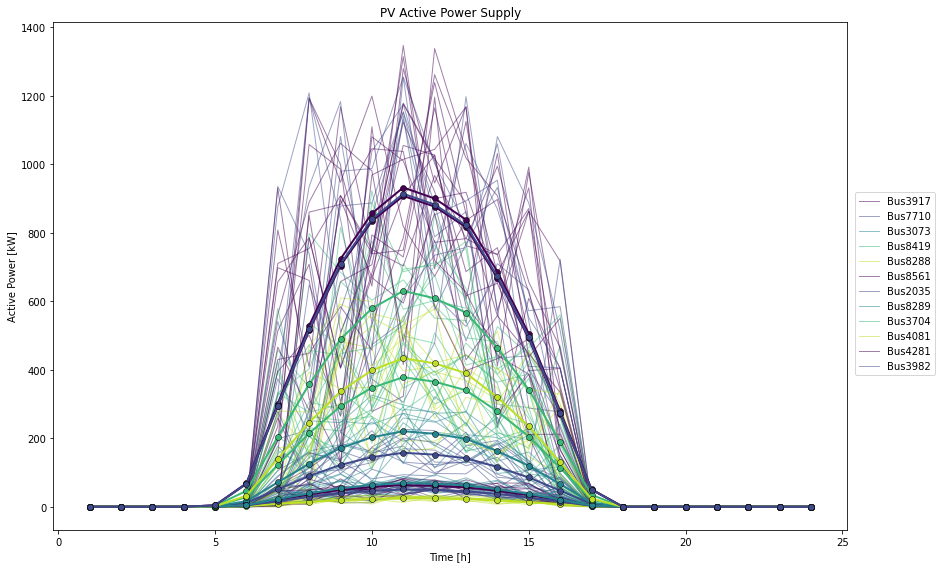 PV Active Power Supply
Active Power [kW]
1400
1200
1000
800
600
400
200
0
0
5
10
15
20
25
Time [h]
Bus3917
Bus7710
Bus3073
Bus8419
Bus8288
Bus8561
Bus2035
Bus8289
Bus3704
Bus4081
Bus4281
Bus3982